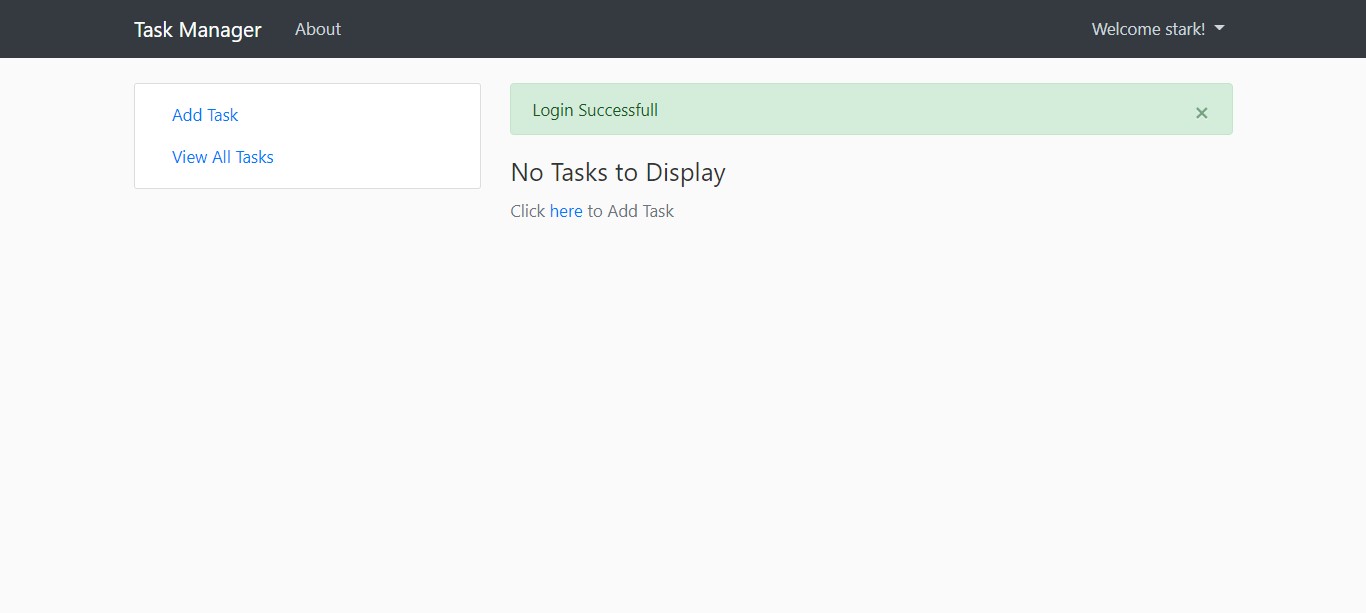 Task Manager About Welcome stark!
Add Task
View All Tasks
Login Successfull ×
No Tasks to Display
Click here to Add Task